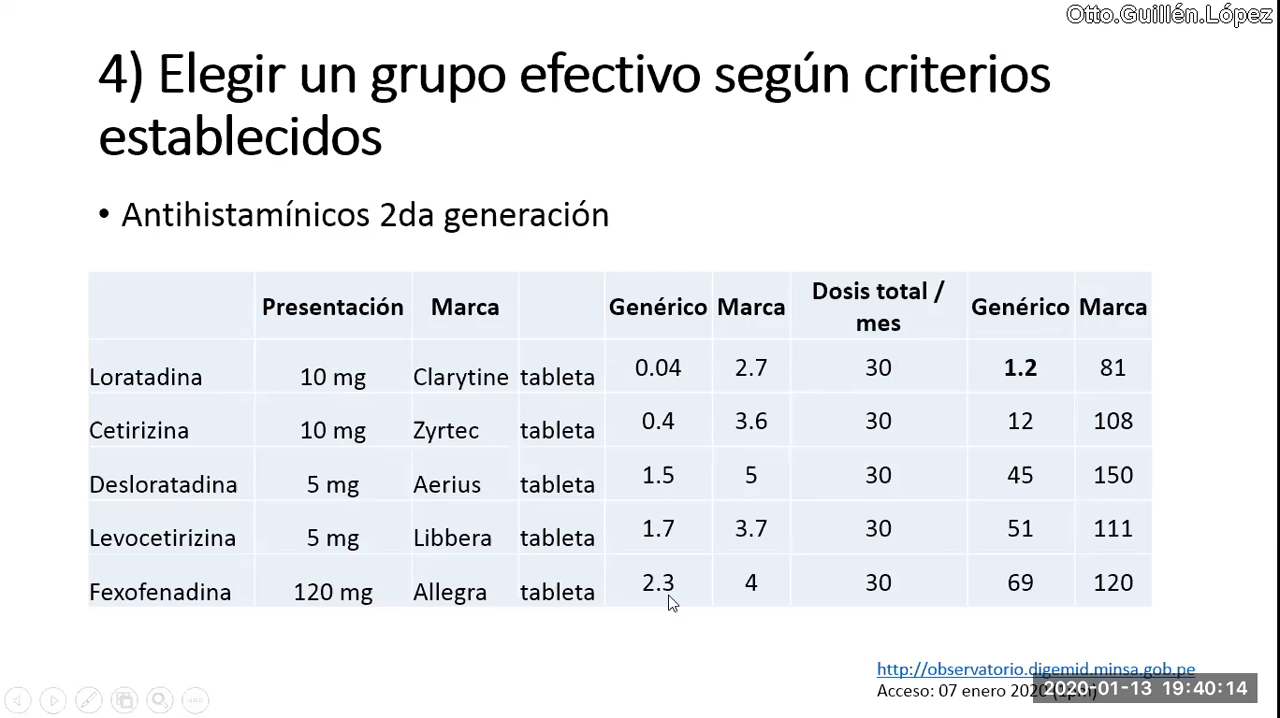 Otto.Guillén.López
4) Elegir un grupo efectivo según criterios
establecidos
• Antihistamínicos 2da generación
Presentación Marca Genérico Marca Dosis total / mes Genérico Marca
Loratadina 10 mg Clarytine tableta 0.04 2.7 30 1.2 81
Cetirizina 10 mg Zyrtec tableta 0.4 3.6 30 12 108
Desloratadina 5 mg Aerius tableta 1.5 5 30 45 150
Levocetirizina 5 mg Libbera tableta 1.7 3.7 30 51 111
Fexofenadina 120 mg Allegra tableta 2.3 4 30 69 120
http://observatorio.digemid.minsa.gob.pe
Acceso: 07 enero 2020
2020-01-13 19:40:14